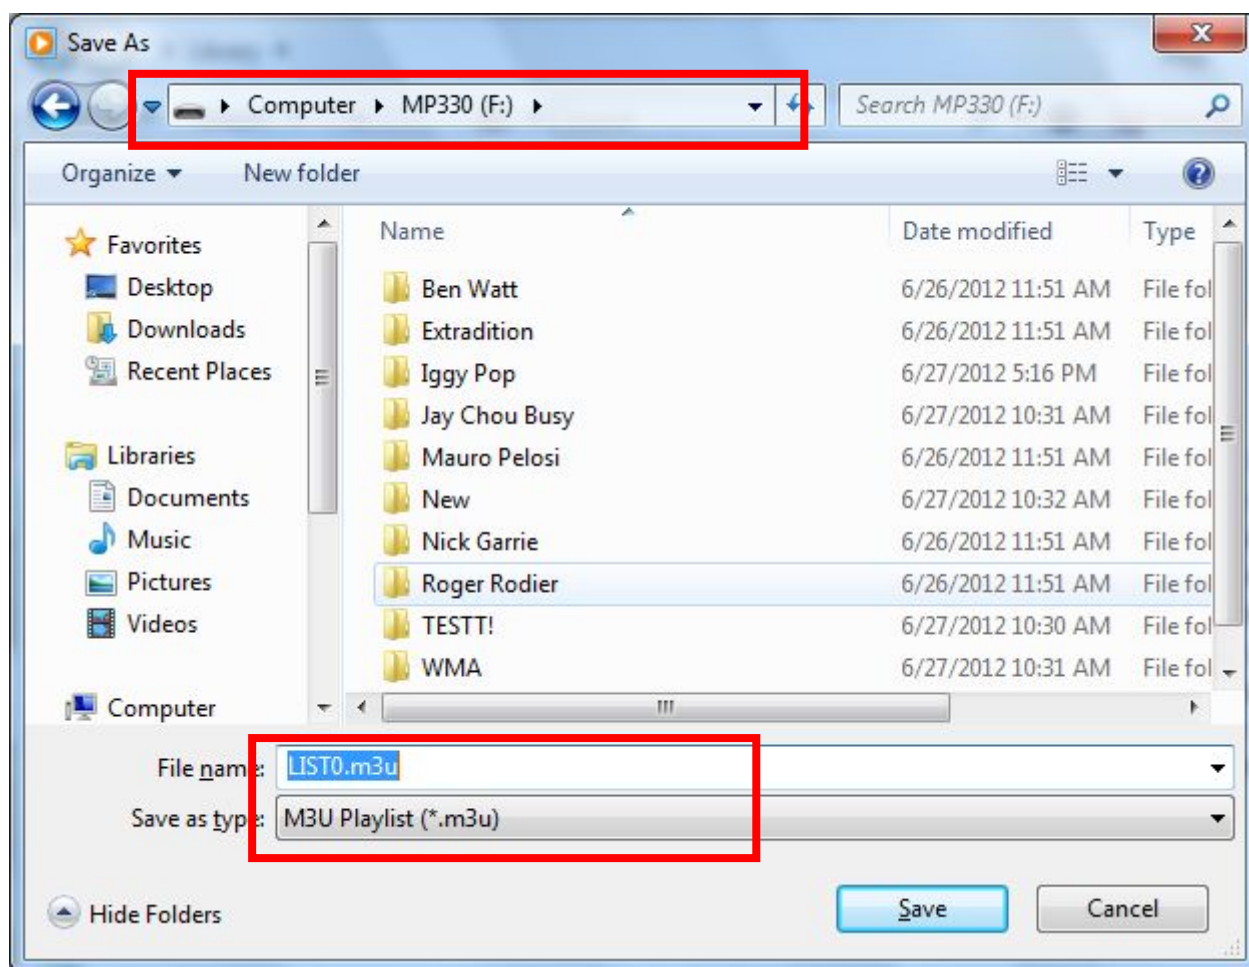 Save As
Computer MP330 (F:)
Search MP330 (F:)
Organize New folder
Name Date modified Type
Favorites
Desktop
Downloads
Recent Places
Libraries
Documents
Music
Pictures
Videos
Computer
Ben Watt 6/26/2012 11:51 AM File fol
Extradition 6/26/2012 11:51 AM File fol
Iggy Pop 6/27/2012 5:16 PM File fol
Jay Chou Busy 6/27/2012 10:31 AM File fol
Mauro Pelosi 6/26/2012 11:51 AM File fol
New 6/27/2012 10:32 AM File fol
Nick Garrie 6/26/2012 11:51 AM File fol
Roger Rodier 6/26/2012 11:51 AM File fol
TESTT! 6/27/2012 10:30 AM File fol
WMA 6/27/2012 10:31 AM File fol
File name: LIST0.m3u
Save as type: M3U Playlist (*.m3u)
Hide Folders
Save Cancel